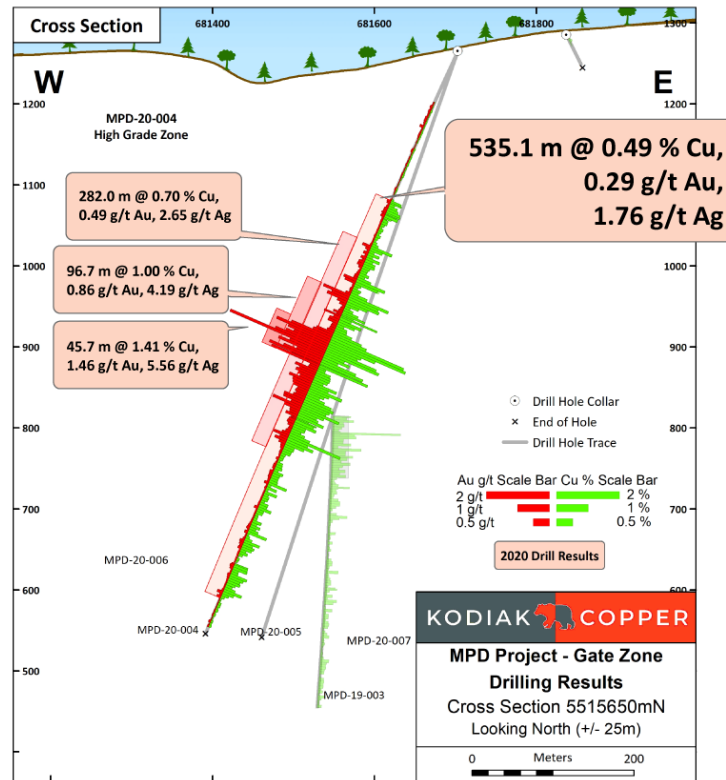 Cross Section
681400
681600
681800
1300
W
E
MPD-20-004
High Grade Zone
1200
1200
535.1 m @ 0.49 % Cu,
0.29 g/t Au,
1.76 g/t Ag
1100
282.0 m @ 0.70 % Cu,
0.49 g/t Au, 2.65 g/t Ag
1000
1000
96.7 m @ 1.00 % Cu,
0.86 g/t Au, 4.19 g/t Ag
45.7 m @ 1.41 % Cu,
1.46 g/t Au, 5.56 g/t Ag
900
900
Drill Hole Collar
End of Hole
Drill Hole Trace
800
800
Au g/t Scale Bar
Cu % Scale Bar
2 g/t
2 %
1 g/t
1 %
0.5 g/t
0.5 %
700
700
2020 Drill Results
MPD-20-006
600
MPD-20-004
MPD-20-005
MPD-20-007
500
MPD-19-003
KODIAK COPPER
MPD Project - Gate Zone
Drilling Results
Cross Section 5515650mN
Looking North (+/- 25m)
0 Meters 200